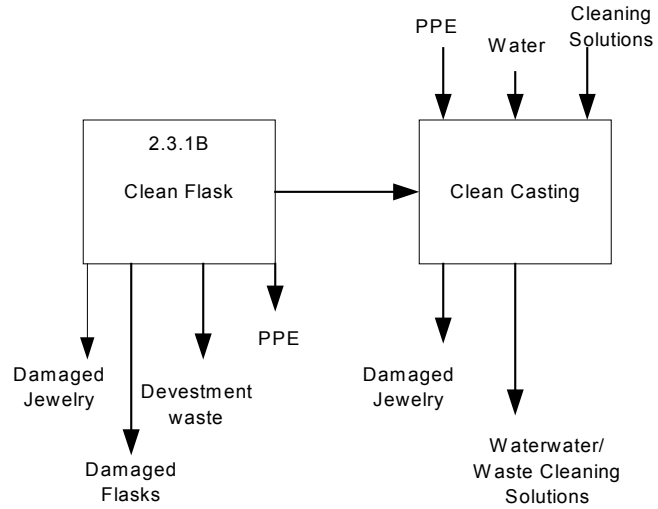 PPE
Water
Cleaning
Solutions
2.3.1B
Clean Flask
Clean Casting
Damaged
Jewelry
Damaged
Flasks
Devestment
waste
PPE
Damaged
Jewelry
Waterwater/
Waste Cleaning
Solutions